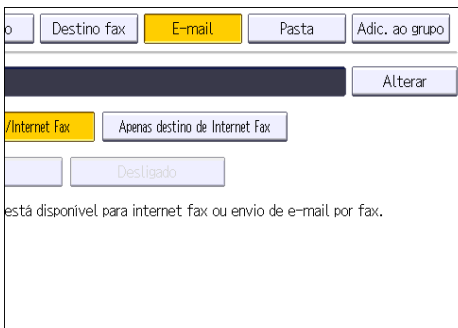 o Destino fax E-mail Pasta Adic. ao grupo
Alterar
/Internet Fax Apenas destino de Internet Fax
Desligado
está disponível para internet fax ou envio de e-mail por fax.